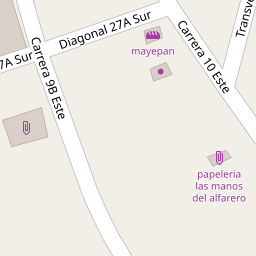 Diagonal 27A Sur
7A Sur
Carrera 9B Este
Carrera 10 Este
Transv
mayepan
papeleria
las manos
del alfarero